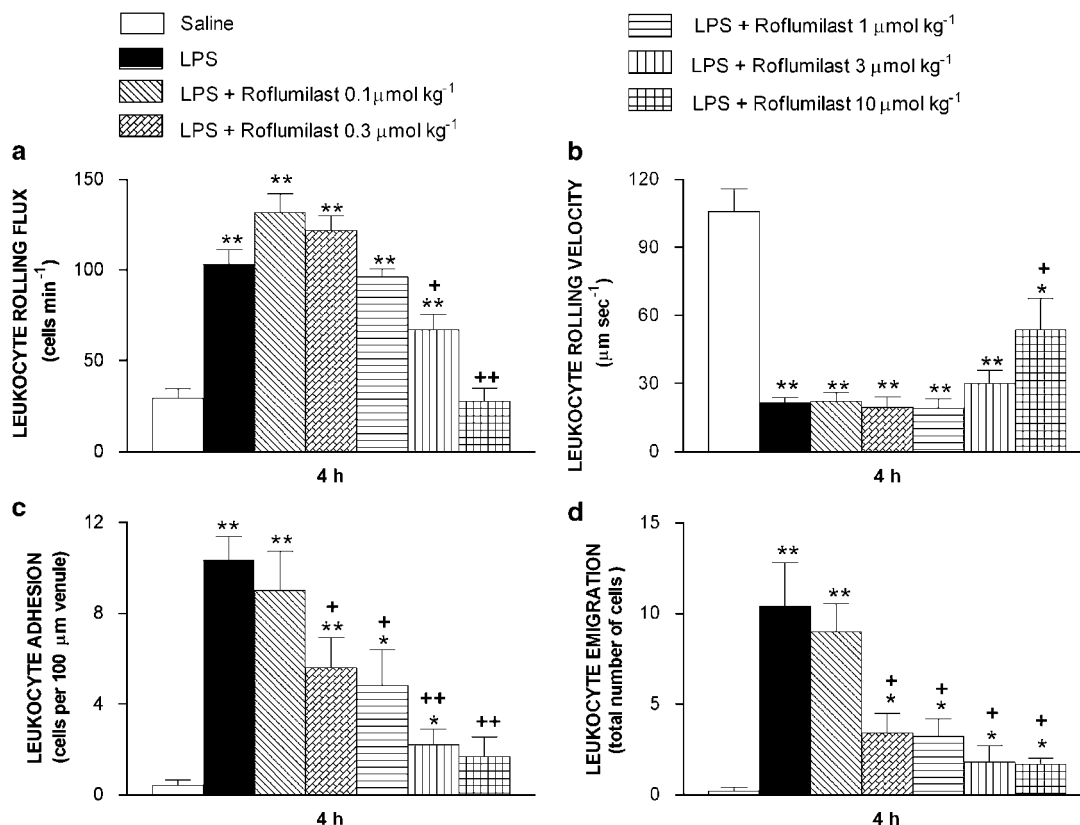 Saline
LPS
LPS + Roflumilast 0.1μmol kg⁻¹
LPS + Roflumilast 0.3 μmol kg⁻¹
LPS + Roflumilast 1 μmol kg⁻¹
LPS + Roflumilast 3 μmol kg⁻¹
LPS + Roflumilast 10 μmol kg⁻¹
a
LEUKOCYTE ROLLING FLUX
(cells min⁻¹)
150
100
50
0
**
**
**
**
+
**
++
4 h
b
LEUKOCYTE ROLLING VELOCITY
(μm sec⁻¹)
120
90
60
30
0
**
**
**
**
**
+
*
4 h
c
LEUKOCYTE ADHESION
(cells per 100 μm venule)
12
8
4
0
**
**
+
**
+
*
++
*
++
4 h
d
LEUKOCYTE EMIGRATION
(total number of cells )
15
10
5
0
**
**
+
*
+
*
+
*
+
*
4 h